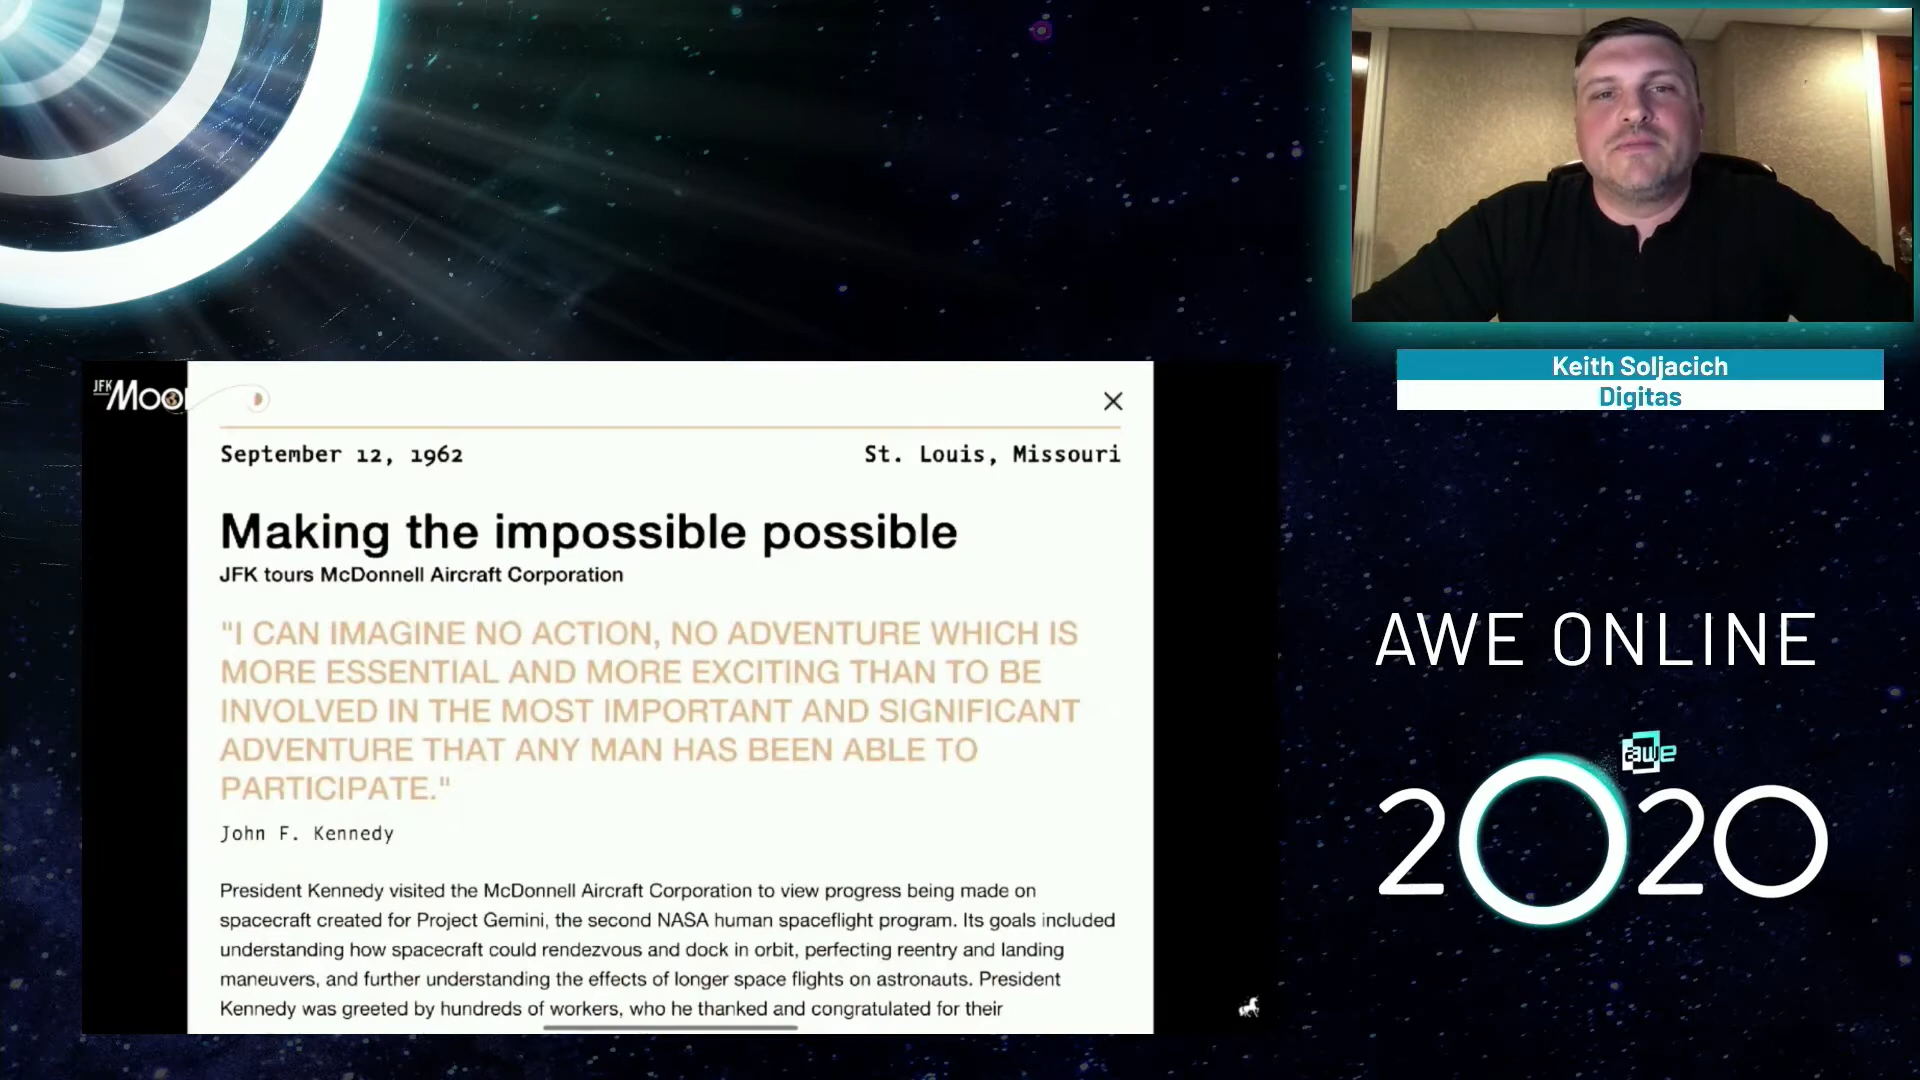 Keith Soljacich
Digitas
JFK
September 12, 1962
St. Louis, Missouri
Making the impossible possible
JFK tours McDonnell Aircraft Corporation
"I CAN IMAGINE NO ACTION, NO ADVENTURE WHICH IS
MORE ESSENTIAL AND MORE EXCITING THAN TO BE
INVOLVED IN THE MOST IMPORTANT AND SIGNIFICANT
ADVENTURE THAT ANY MAN HAS BEEN ABLE TO
PARTICIPATE."
John F. Kennedy
President Kennedy visited the McDonnell Aircraft Corporation to view progress being made on
spacecraft created for Project Gemini, the second NASA human spaceflight program. Its goals included
understanding how spacecraft could rendezvous and dock in orbit, perfecting reentry and landing
maneuvers, and further understanding the effects of longer space flights on astronauts. President
Kennedy was greeted by hundreds of workers, who he thanked and congratulated for their
AWE ONLINE
awe
2020